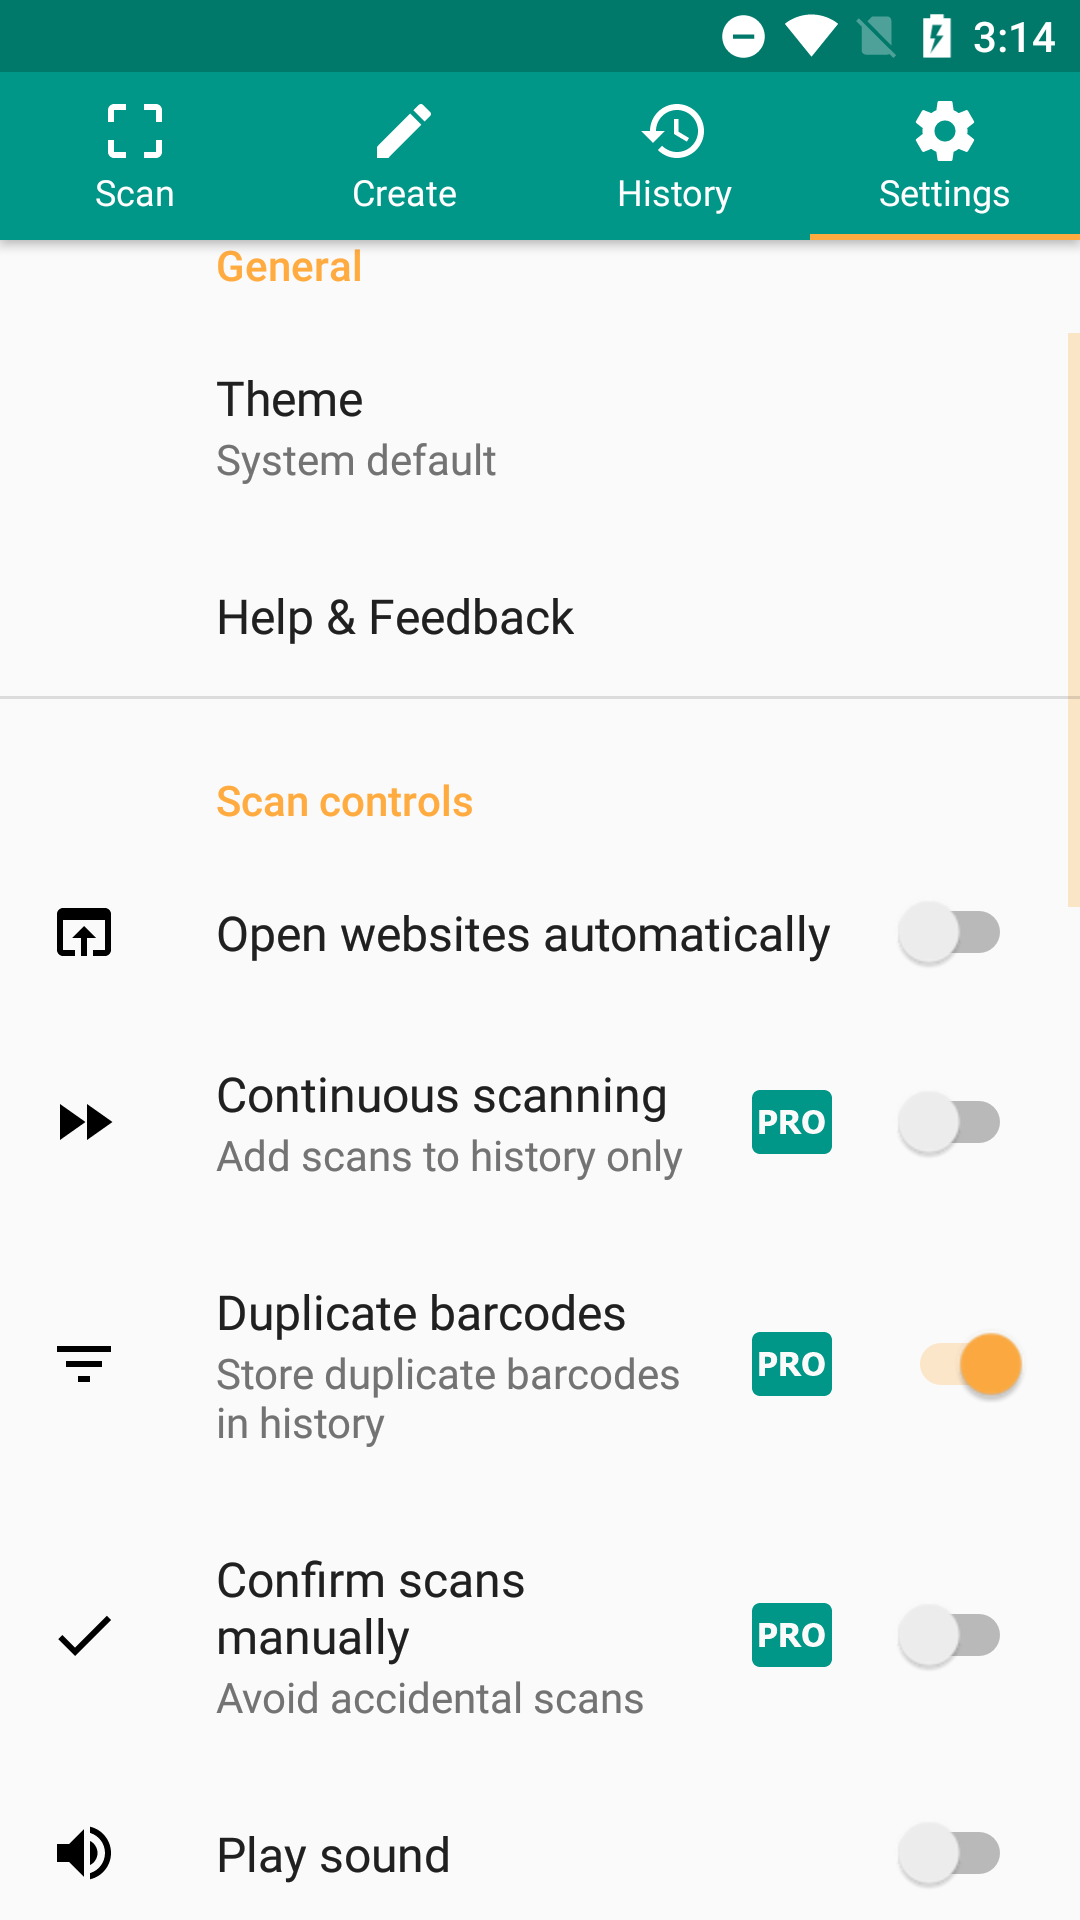 3:14
Scan
Create
History
Settings
General
Theme
System default
Help & Feedback
Scan controls
Open websites automatically
Continuous scanning
Add scans to history only
PRO
Duplicate barcodes
Store duplicate barcodes
in history
PRO
Confirm scans
manually
Avoid accidental scans
PRO
Play sound